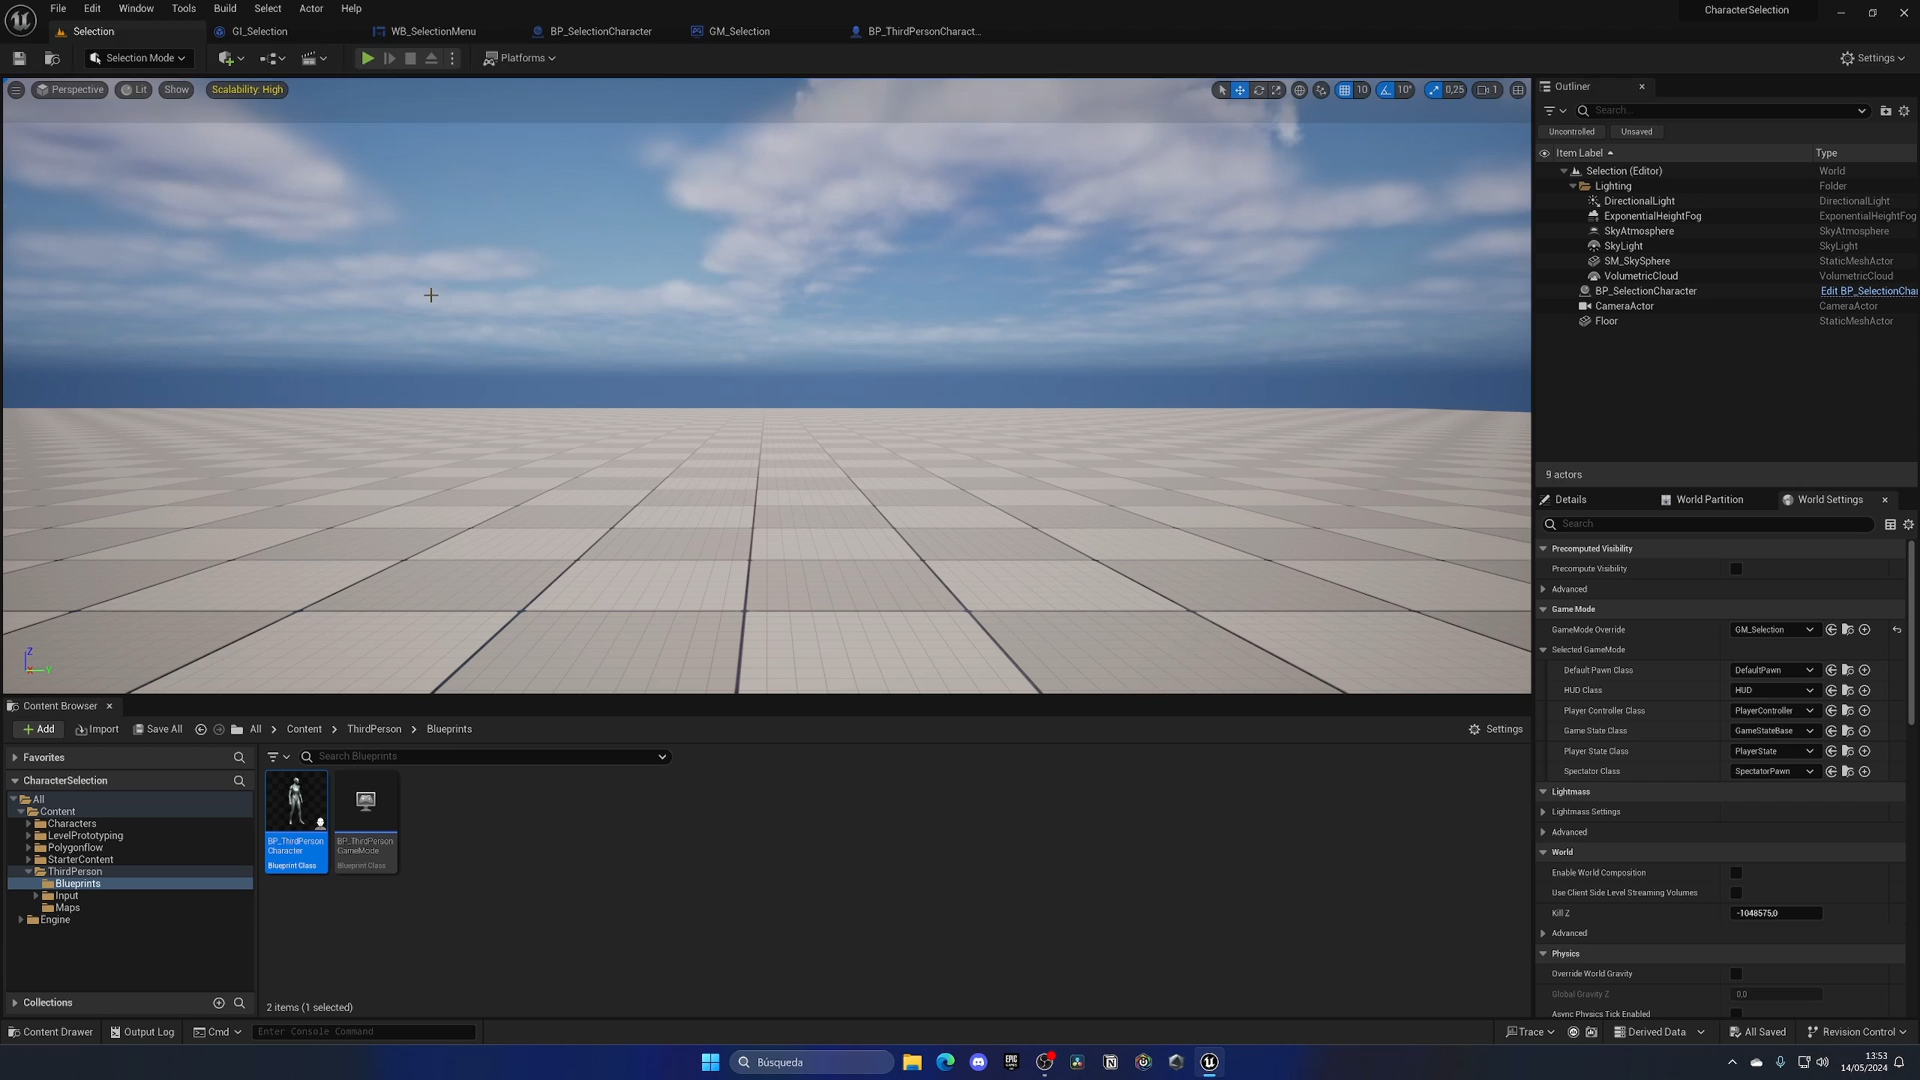 File Edit Window Tools Build Select Actor Help
CharacterSelection
Selection
GI_Selection
WB_SelectionMenu
BP_SelectionCharacter
GM_Selection
BP_ThirdPersonCharact...
Selection Mode
Platforms
Settings
Perspective
Lit
Show
Scalability: High
10
10°
0,25
1
Outliner
Search...
Uncontrolled
Unsaved
Item Label
Type
Selection (Editor) World
Lighting Folder
DirectionalLight DirectionalLight
ExponentialHeightFog ExponentialHeightFog
SkyAtmosphere SkyAtmosphere
SkyLight SkyLight
SM_SkySphere StaticMeshActor
VolumetricCloud VolumetricCloud
BP_SelectionCharacter Edit BP_SelectionChar
CameraActor CameraActor
Floor StaticMeshActor
9 actors
Details
World Partition
World Settings
Search
Precomputed Visibility
Precompute Visibility
Advanced
Game Mode
GameMode Override GM_Selection
Selected GameMode
Default Pawn Class DefaultPawn
HUD Class HUD
Player Controller Class PlayerController
Game State Class GameStateBase
Player State Class PlayerState
Spectator Class SpectatorPawn
Lightmass
Lightmass Settings
Advanced
World
Enable World Composition
Use Client Side Level Streaming Volumes
Kill Z -1048575,0
Advanced
Physics
Override World Gravity
Global Gravity Z 0,0
Async Physics Tick Enabled
Z
X
Y
Content Browser
Add
Import
Save All
All
Content
ThirdPerson
Blueprints
Settings
Favorites
CharacterSelection
All
Content
Characters
LevelPrototyping
Polygonflow
StarterContent
ThirdPerson
Blueprints
Input
Maps
Engine
Collections
Search Blueprints
BP_ThirdPerson
Character
Blueprint Class
BP_ThirdPerson
GameMode
Blueprint Class
2 items (1 selected)
Content Drawer
Output Log
Cmd
Enter Console Command
Trace
Derived Data
All Saved
Revision Control
Búsqueda
EPIC
GAMES
13:53
14/05/2024